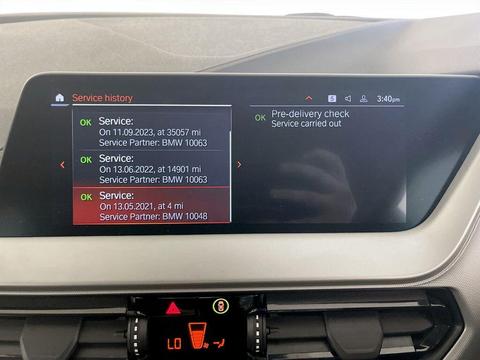 Service history
S
3:40pm
OK Service:
On 11.09.2023, at 35057 mi
Service Partner: BMW 10063
OK Service:
On 13.06.2022, at 14901 mi
Service Partner: BMW 10063
OK Service:
On 13.05.2021, at 4 mi
Service Partner: BMW 10048
OK Pre-delivery check
Service carried out
LO